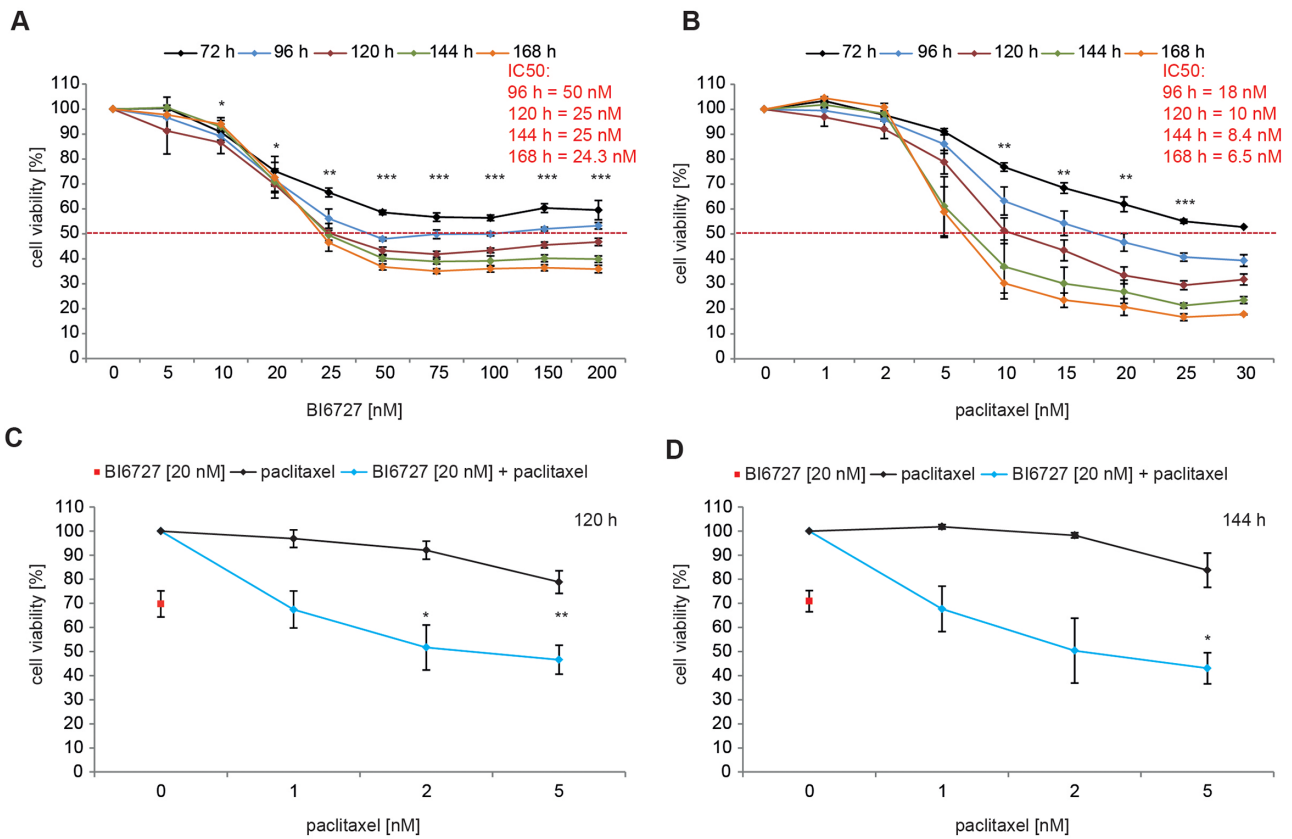 A
72 h 96 h 120 h 144 h 168 h
IC50:
96 h = 50 nM
120 h = 25 nM
144 h = 25 nM
168 h = 24.3 nM
110
100
90
80
70
60
50
40
30
20
10
0
cell viability [%]
* * ** *** *** *** *** ***
0 5 10 20 25 50 75 100 150 200
BI6727 [nM]
B
72 h 96 h 120 h 144 h 168 h
IC50:
96 h = 18 nM
120 h = 10 nM
144 h = 8.4 nM
168 h = 6.5 nM
110
100
90
80
70
60
50
40
30
20
10
0
cell viability [%]
** ** ** ***
0 1 2 5 10 15 20 25 30
paclitaxel [nM]
C
BI6727 [20 nM] paclitaxel BI6727 [20 nM] + paclitaxel
120 h
110
100
90
80
70
60
50
40
30
20
10
0
cell viability [%]
* **
0 1 2 5
paclitaxel [nM]
D
BI6727 [20 nM] paclitaxel BI6727 [20 nM] + paclitaxel
144 h
110
100
90
80
70
60
50
40
30
20
10
0
cell viability [%]
*
0 1 2 5
paclitaxel [nM]